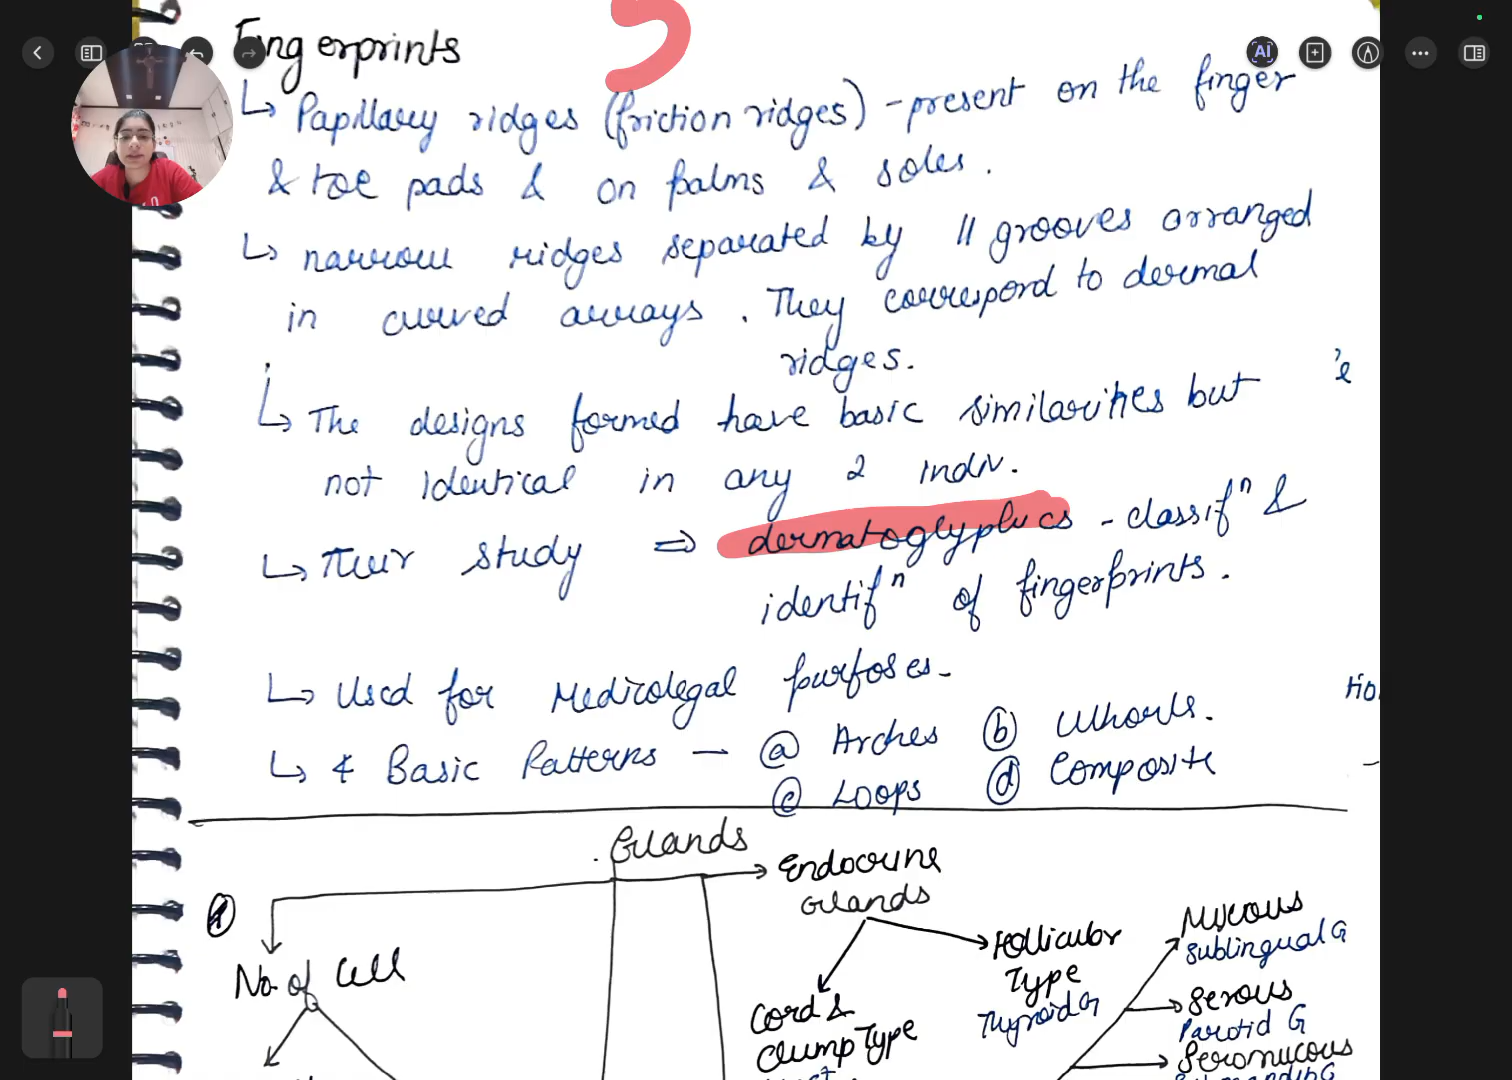 Fingerprints
↳ Papillary ridges (friction ridges) - present on the finger
& toe pads & on palms & soles.
↳ narrow ridges separated by || grooves arranged
in curved arrays. They correspond to dermal
ridges.
↳ The designs formed have basic similarities but
not identical in any 2 indiv.
↳ Their study ⇒ dermatoglyphics - classifⁿ &
identifⁿ of fingerprints.
↳ Used for Medicolegal purposes.
↳ 4 Basic Patterns — ⓐ Arches ⓑ Whorls.
ⓒ Loops ⓓ Composite
Glands
Endocrine
Glands
No. of Cell
Follicular
Type
Thyroid G
Cord &
Clump Type
Mucous
Sublingual G
Serous
Parotid G
Seromucous
AI